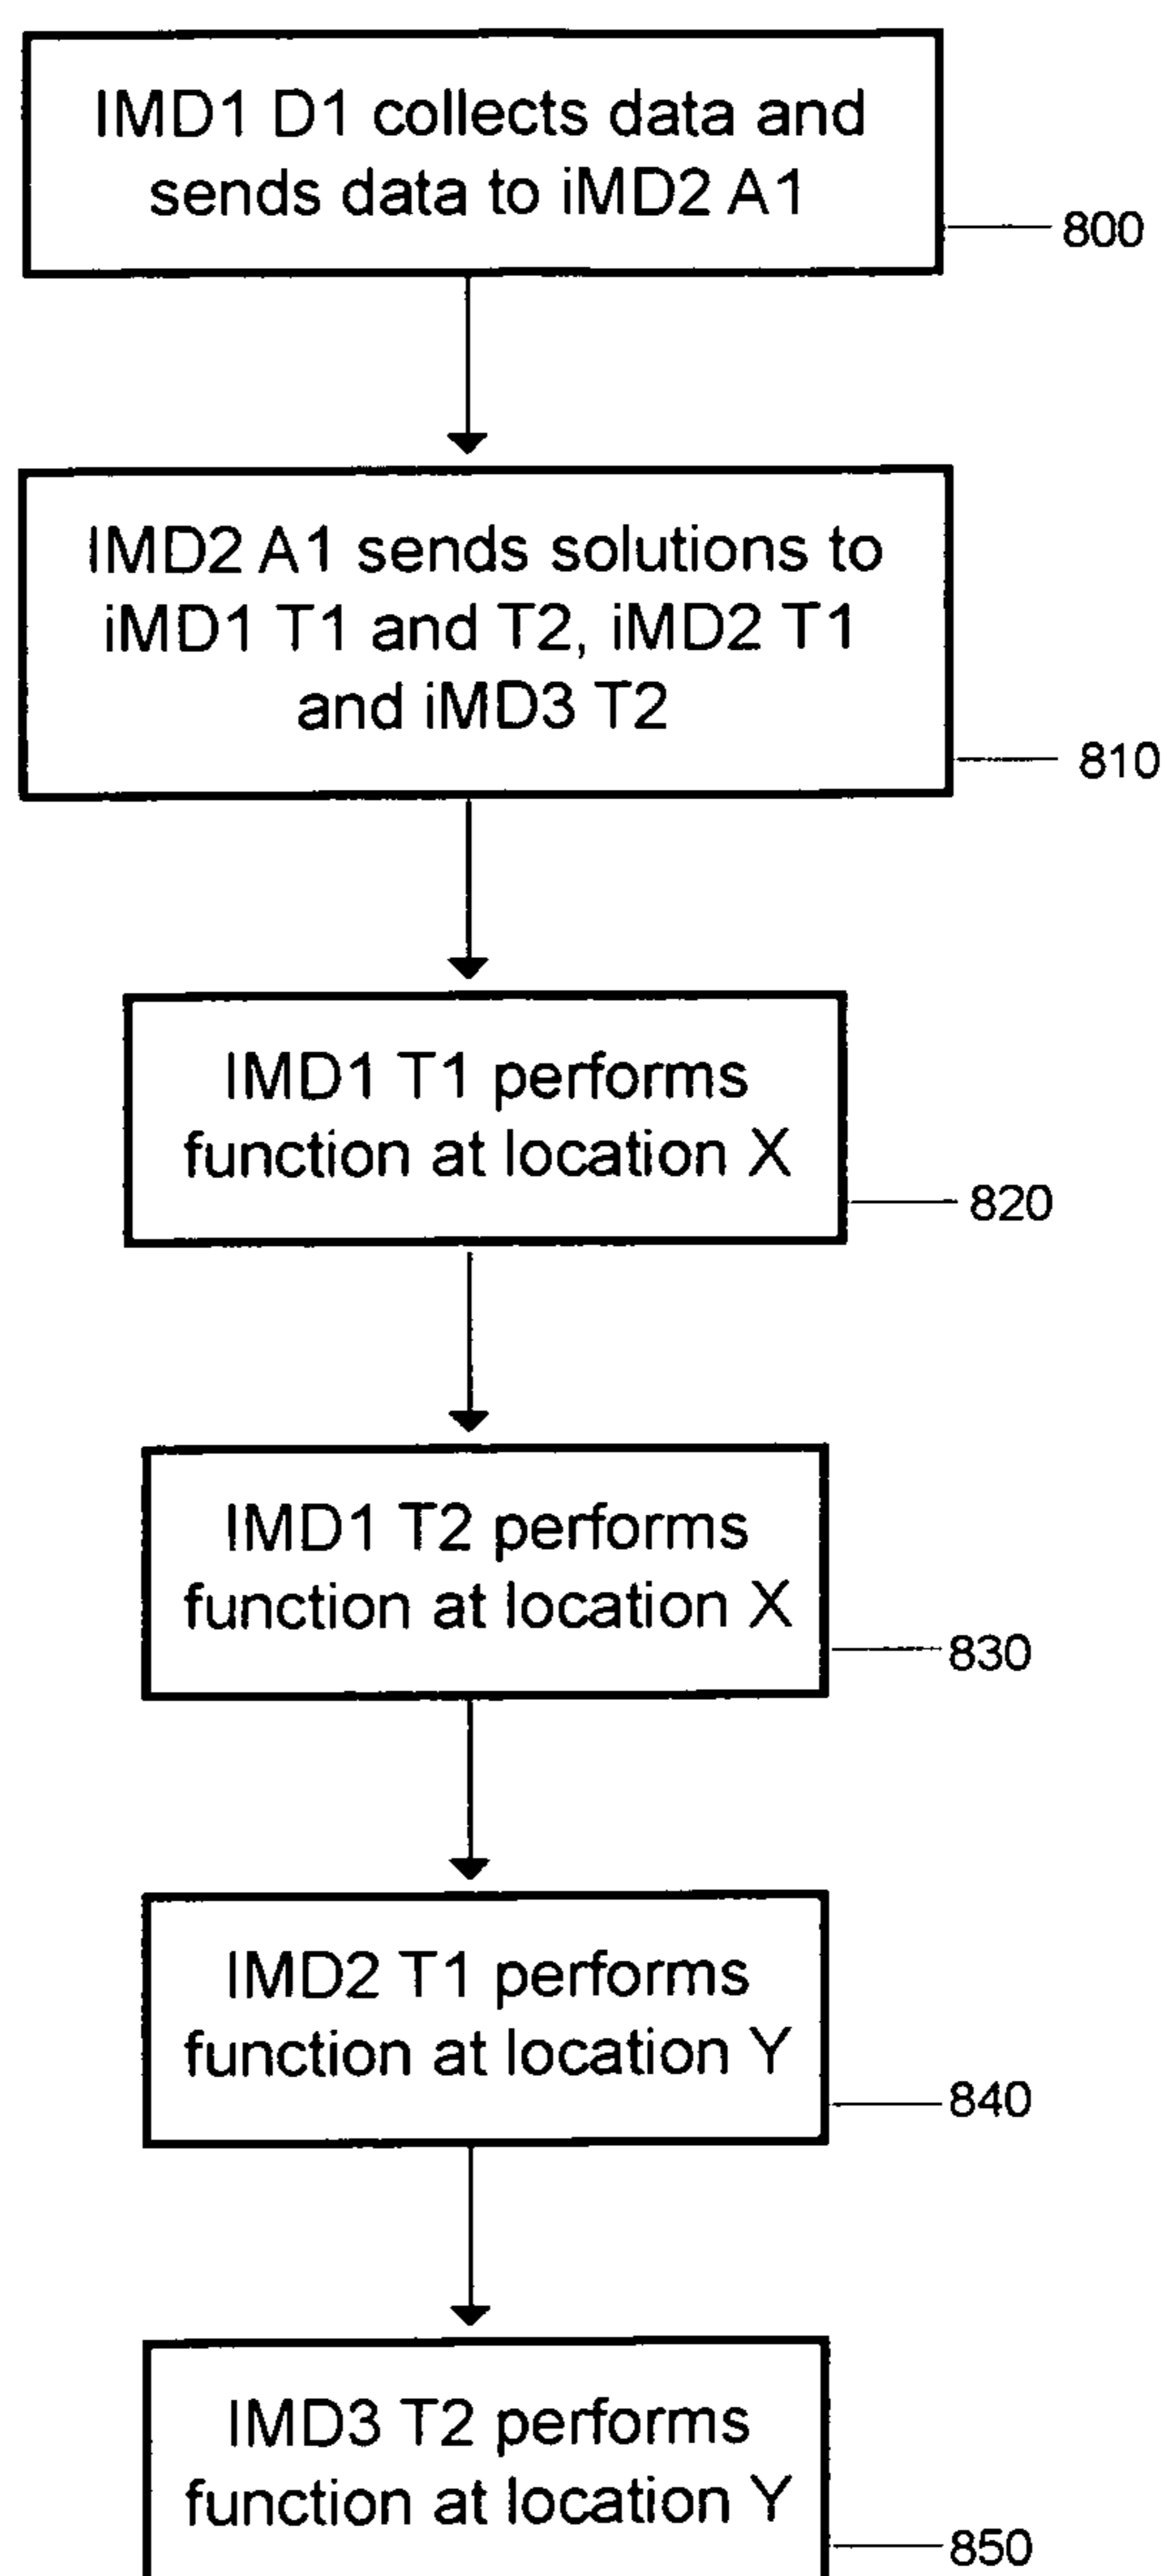 IMD1 D1 collects data and
sends data to iMD2 A1
800
IMD2 A1 sends solutions to
iMD1 T1 and T2, iMD2 T1
and iMD3 T2
810
IMD1 T1 performs
function at location X
820
IMD1 T2 performs
function at location X
830
IMD2 T1 performs
function at location Y
840
IMD3 T2 performs
function at location Y
850